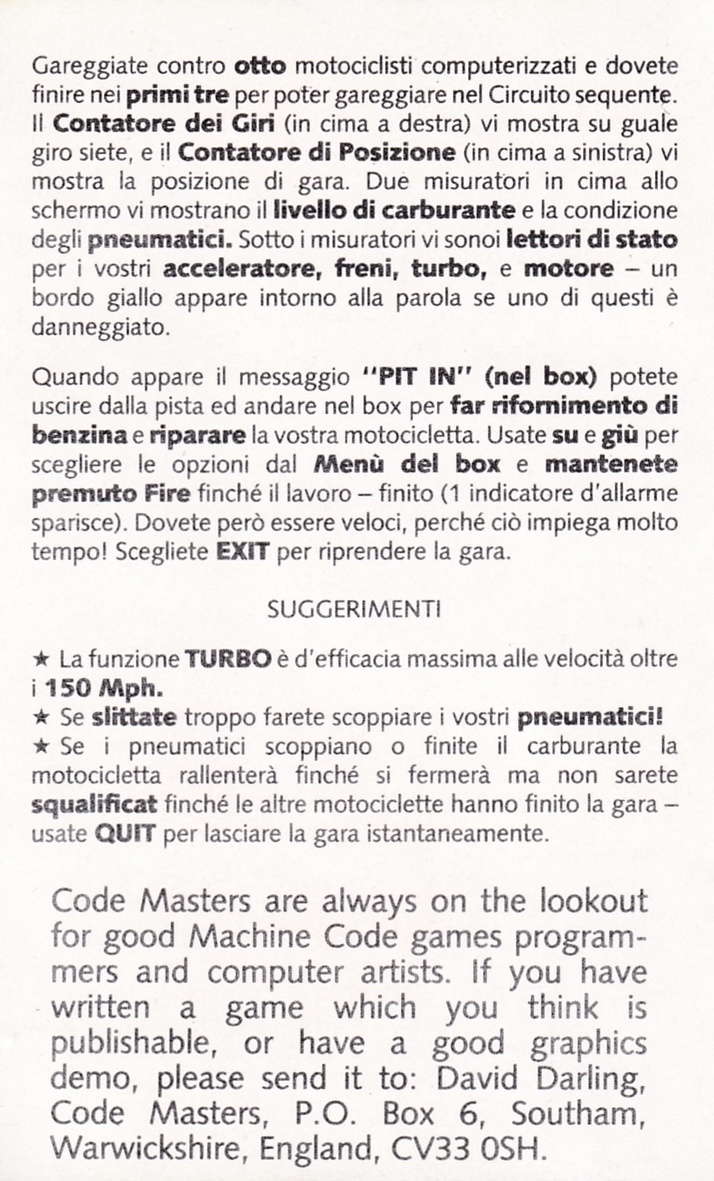 Gareggiate contro otto motociclisti computerizzati e dovete
finire nei primi tre per poter gareggiare nel Circuito sequente.
Il Contatore dei Giri (in cima a destra) vi mostra su guale
giro siete, e il Contatore di Posizione (in cima a sinistra) vi
mostra la posizione di gara. Due misuratori in cima allo
schermo vi mostrano il livello di carburante e la condizione
degli pneumatici. Sotto i misuratori vi sonoi lettori di stato
per i vostri acceleratore, freni, turbo, e motore – un
bordo giallo appare intorno alla parola se uno di questi è
danneggiato.
Quando appare il messaggio "PIT IN" (nel box) potete
uscire dalla pista ed andare nel box per far rifornimento di
benzina e riparare la vostra motocicletta. Usate su e giù per
scegliere le opzioni dal Menù del box e mantenete
premuto Fire finché il lavoro – finito (1 indicatore d'allarme
sparisce). Dovete però essere veloci, perché ciò impiega molto
tempo! Scegliete EXIT per riprendere la gara.
SUGGERIMENTI
★ La funzione TURBO è d'efficacia massima alle velocità oltre
i 150 Mph.
★ Se slittate troppo farete scoppiare i vostri pneumatici!
★ Se i pneumatici scoppiano o finite il carburante la
motocicletta rallenterà finché si fermerà ma non sarete
squalificat finché le altre motociclette hanno finito la gara –
usate QUIT per lasciare la gara istantaneamente.
Code Masters are always on the lookout
for good Machine Code games program-
mers and computer artists. If you have
written a game which you think is
publishable, or have a good graphics
demo, please send it to: David Darling,
Code Masters, P.O. Box 6, Southam,
Warwickshire, England, CV33 0SH.